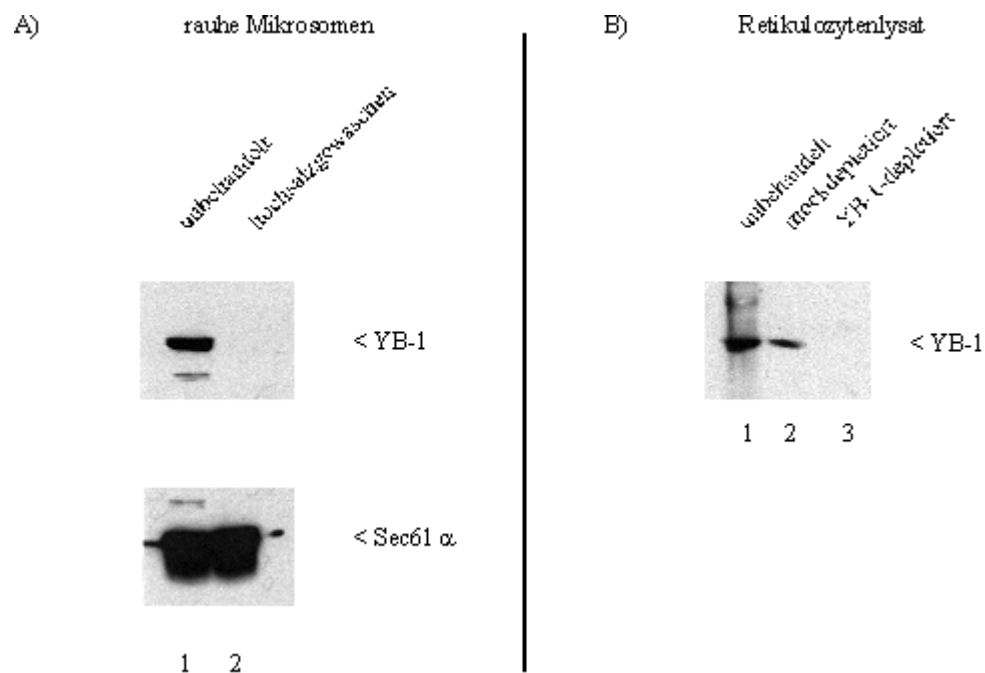 A)
rauhe Mikrosomen
unbehandelt
hochsalzgewaschen
< YB-1
< Sec61 α
1 2
B)
Retikulozytenlysat
unbehandelt
mockdepletiert
YB-1-depletiert
< YB-1
1 2 3